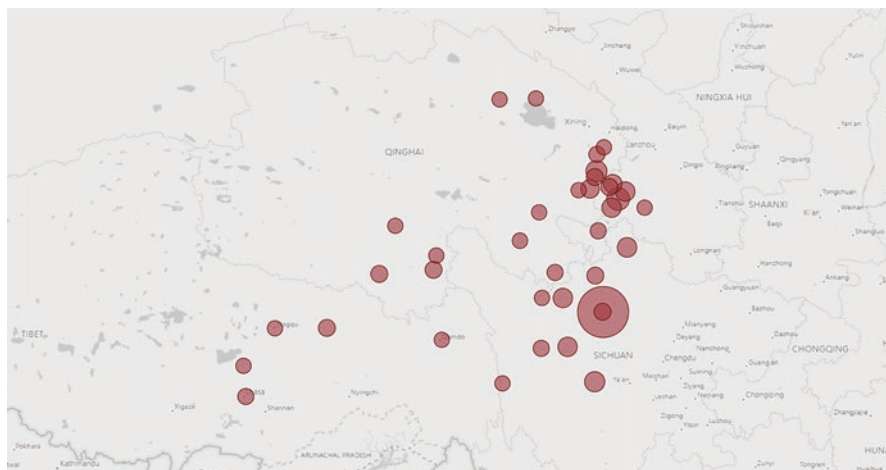 Zhangye
Shizuishan
Jinchang
Yinchuan
Wuwei
Wuzhong
Yulin
NINGXIA HUI
Xining
Haidong
Baiyin
Yan'an
QINGHAI
Lanzhou
Guyuan
Dingxi
Pingliang
Qingyang
Tongchuan
Tianshui
SHAANXI
Weinan
Xi'an
Baoji
Shangluo
Longnan
Hanzhong
Ankang
Guangyuan
Bazhou
TIBET
Mianyang
Dazhou
Deyang
Nanchong
CHONGQING
SICHUAN
Chengdu
Guang'an
Suining
Nyingchi
Ya'an
Meishan
Ziyang
Chongqing
Xigazê
Shannan
Leshan
Neijiang
Zhangjiajie
Zigong
Luzhou
Yibin
Pokhara
ARUNACHAL PRADESH
Zunyi
HUN
Kathmandu